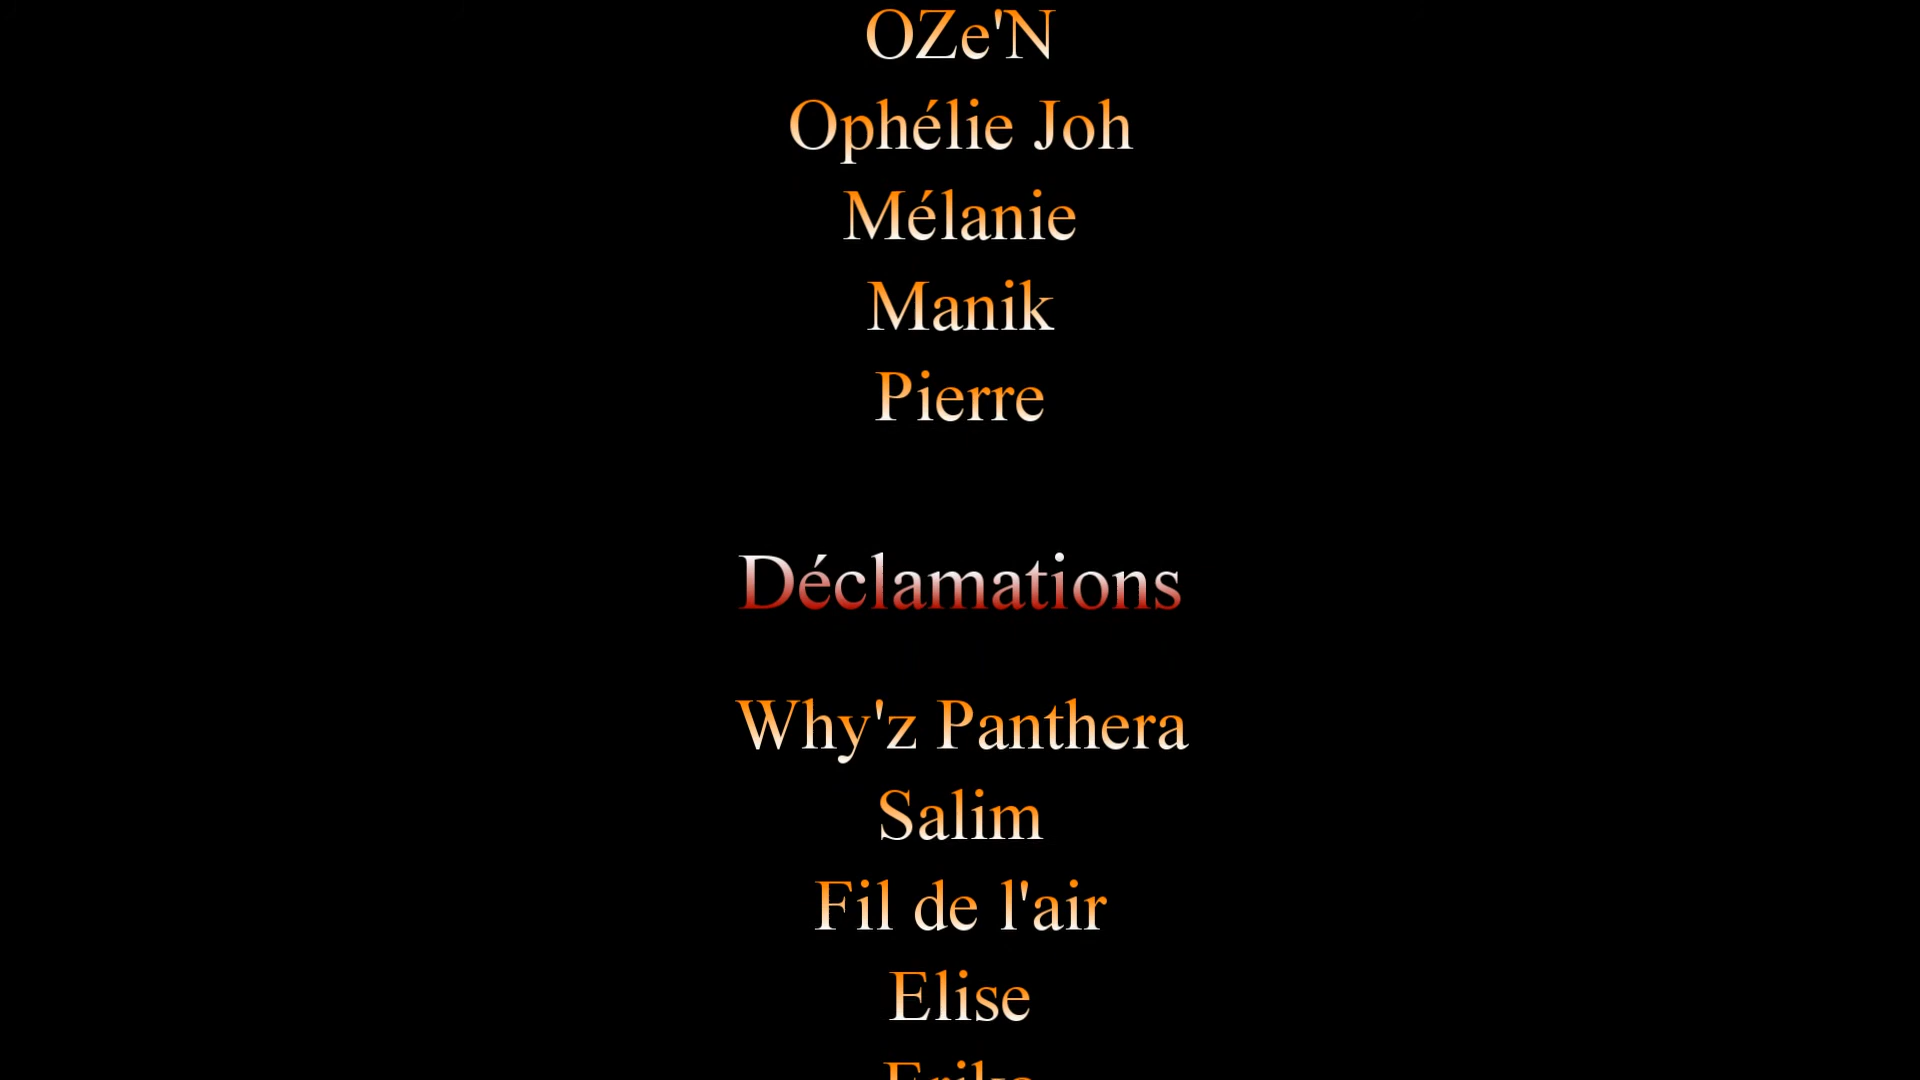 OZe'N
Ophélie Joh
Mélanie
Manik
Pierre
Déclamations
Why'z Panthera
Salim
Fil de l'air
Elise